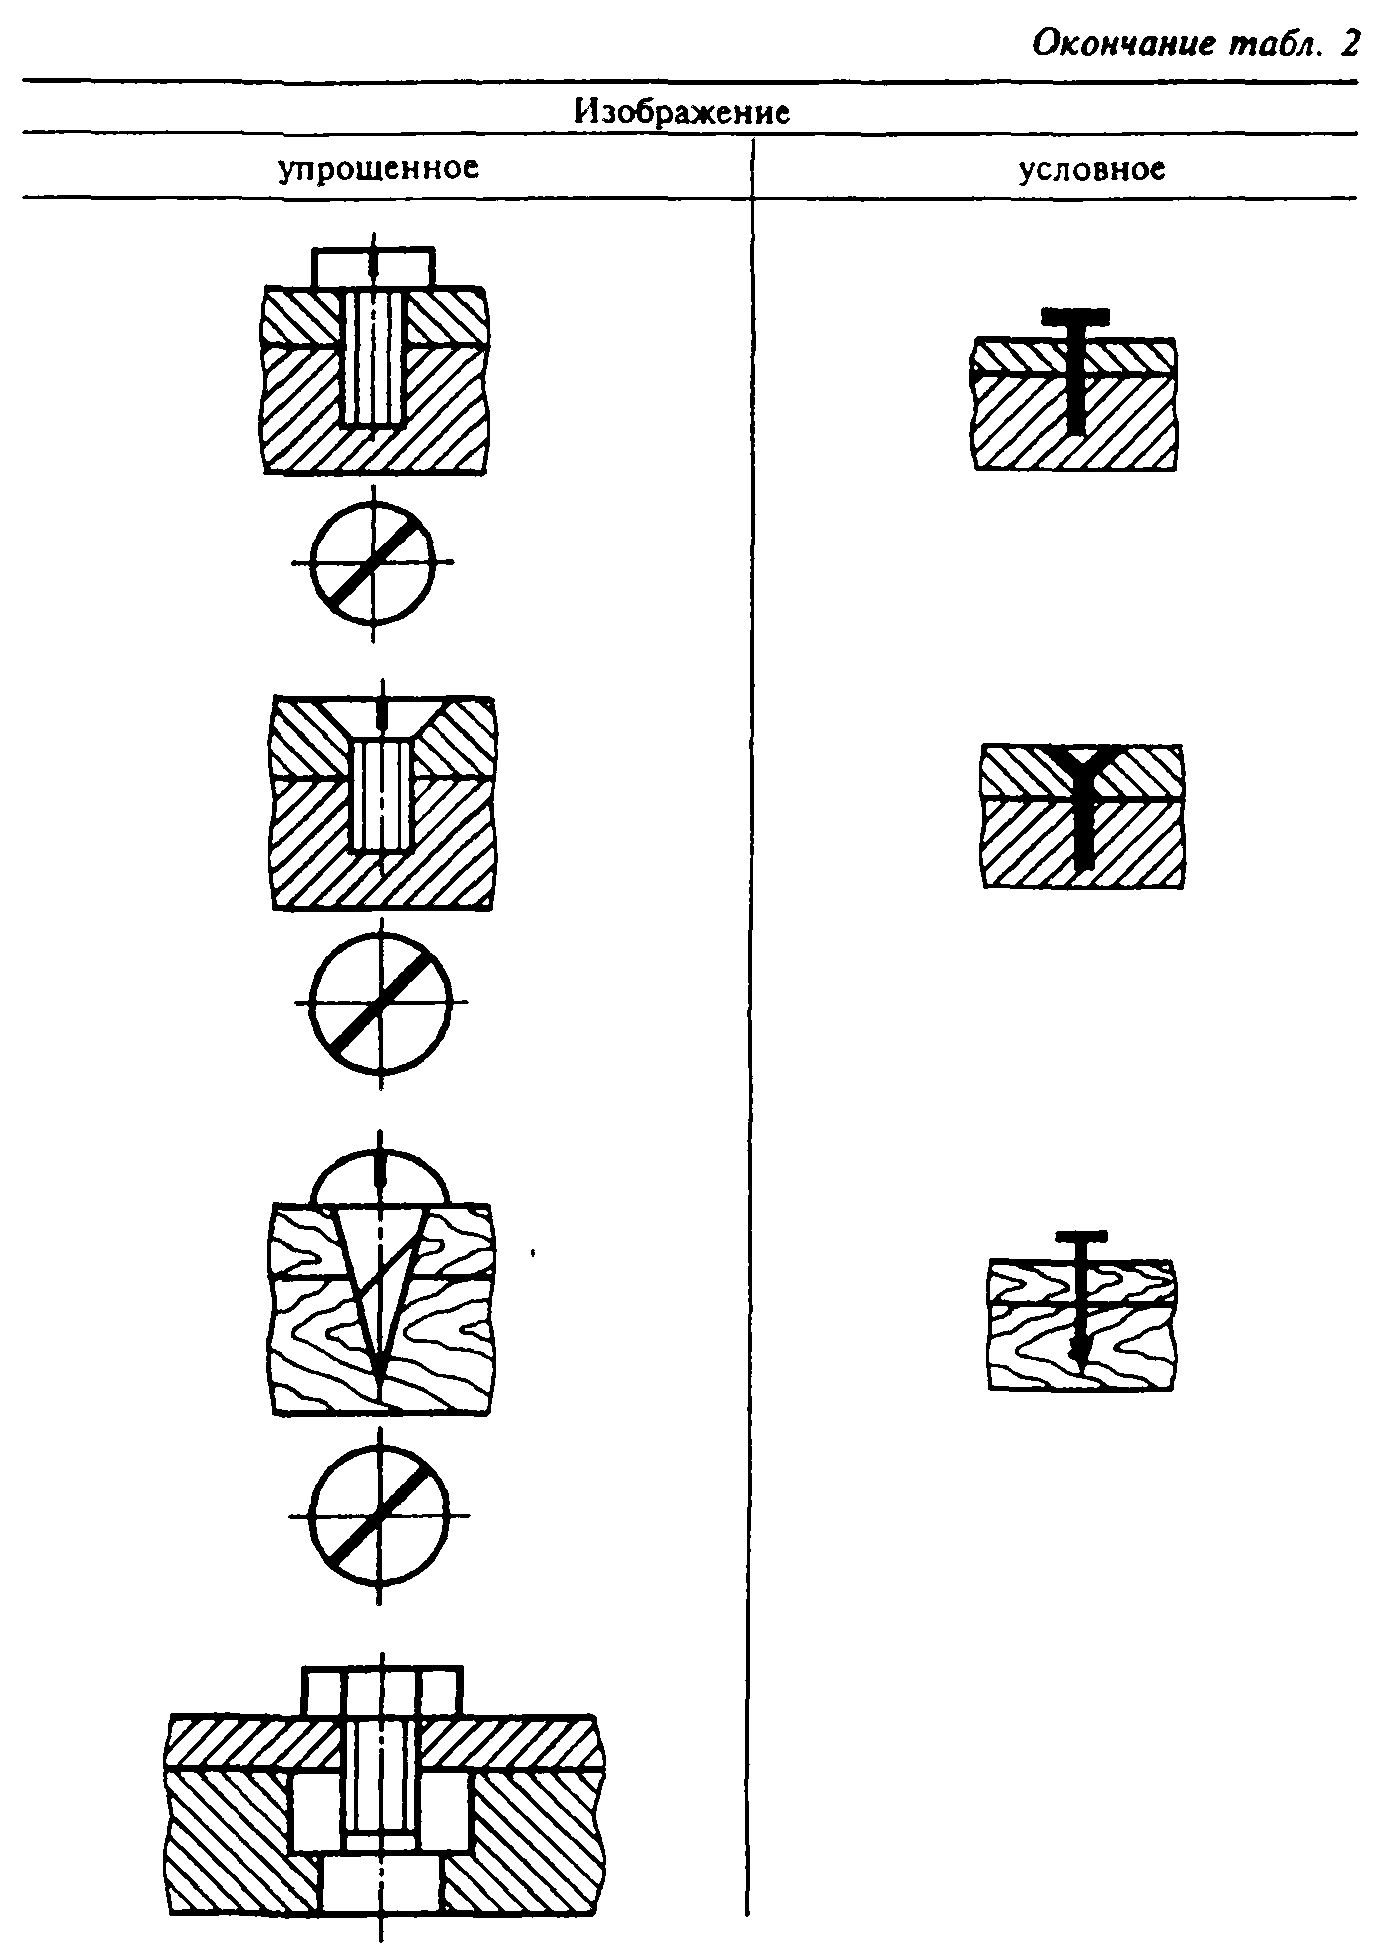 Окончание табл. 2
Изображение
упрощенное
условное